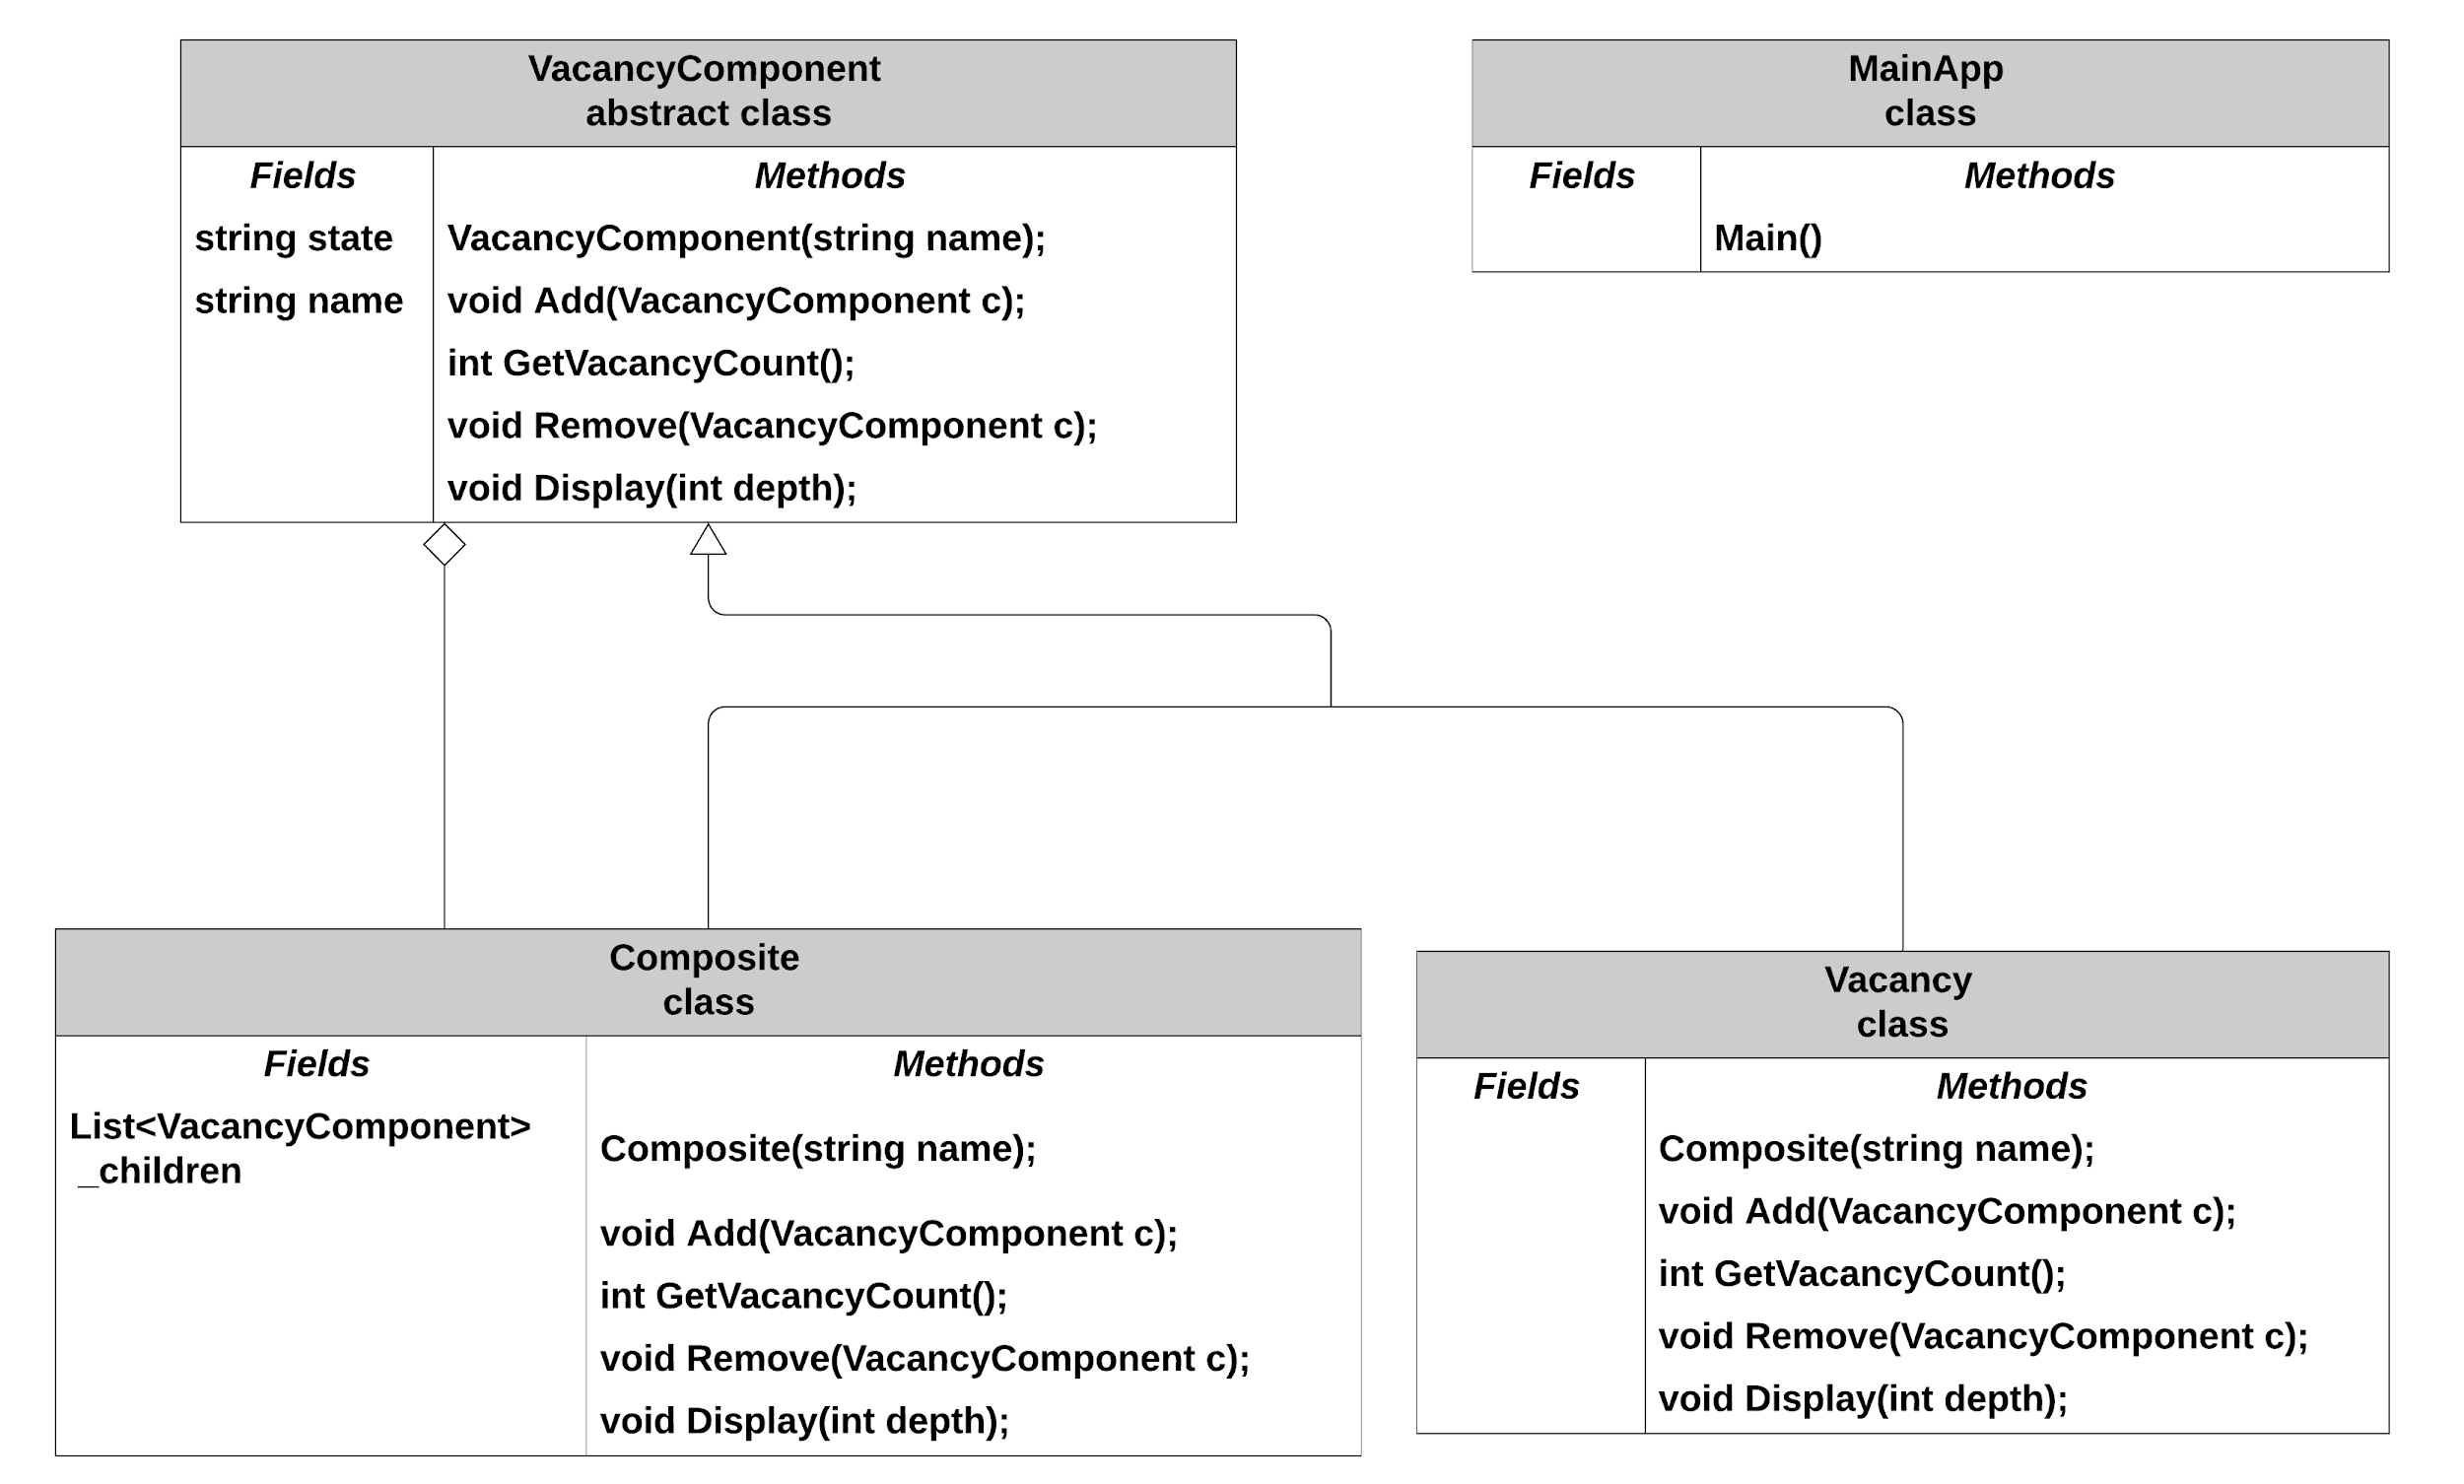 VacancyComponent
abstract class
Fields
Methods
string state
VacancyComponent(string name);
string name
void Add(VacancyComponent c);
int GetVacancyCount();
void Remove(VacancyComponent c);
void Display(int depth);
MainApp
class
Fields
Methods
Main()
Composite
class
Fields
Methods
List<VacancyComponent>
_children
Composite(string name);
void Add(VacancyComponent c);
int GetVacancyCount();
void Remove(VacancyComponent c);
void Display(int depth);
Vacancy
class
Fields
Methods
Composite(string name);
void Add(VacancyComponent c);
int GetVacancyCount();
void Remove(VacancyComponent c);
void Display(int depth);